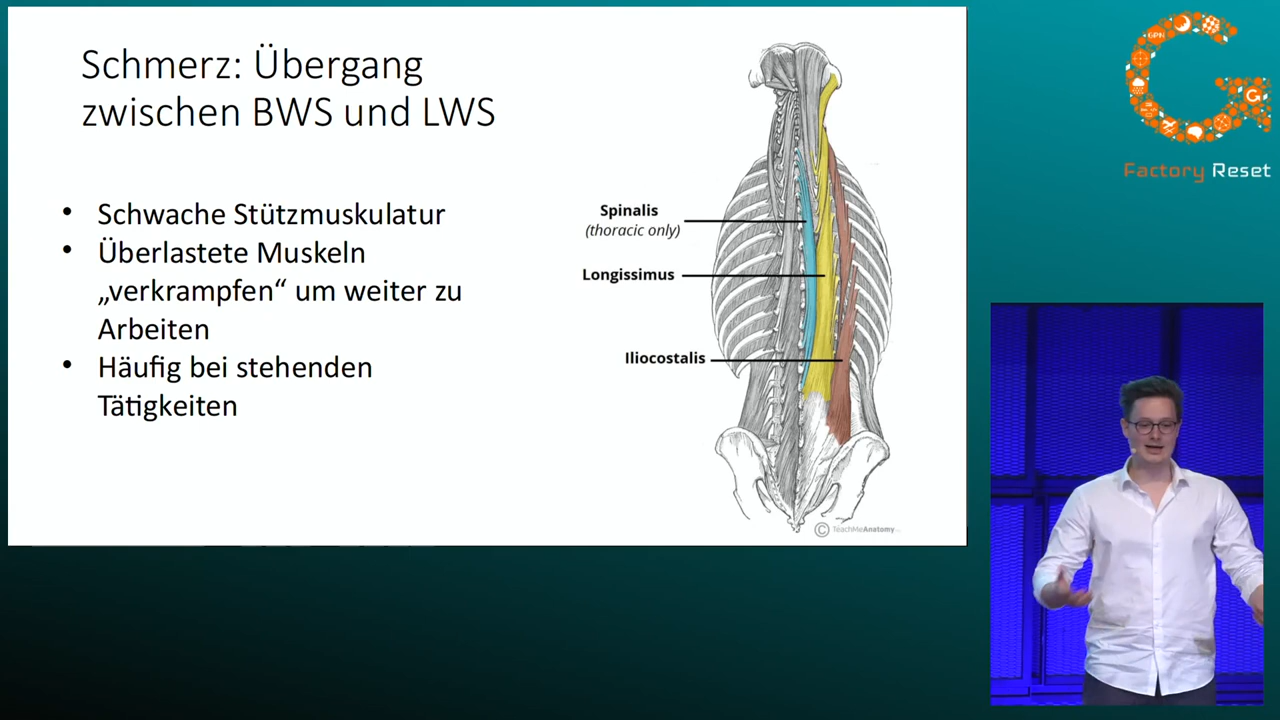 Schmerz: Übergang
zwischen BWS und LWS
• Schwache Stützmuskulatur
• Überlastete Muskeln
„verkrampfen“ um weiter zu
Arbeiten
• Häufig bei stehenden
Tätigkeiten
Spinalis
(thoracic only)
Longissimus
Iliocostalis
© TeachMeAnatomy
GPN
G
Factory Reset